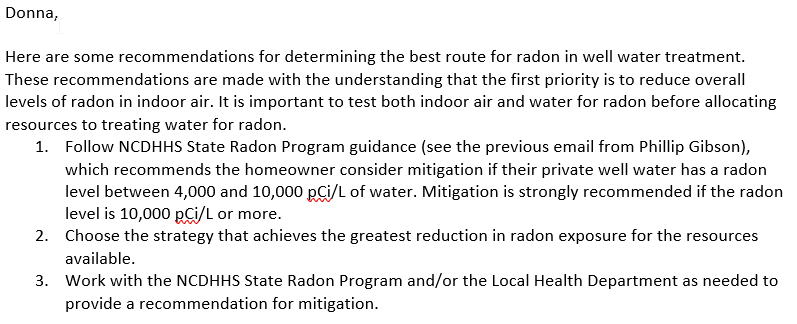 Donna,
Here are some recommendations for determining the best route for radon in well water treatment.
These recommendations are made with the understanding that the first priority is to reduce overall
levels of radon in indoor air. It is important to test both indoor air and water for radon before allocating
resources to treating water for radon.
1. Follow NCDHHS State Radon Program guidance (see the previous email from Phillip Gibson),
which recommends the homeowner consider mitigation if their private well water has a radon
level between 4,000 and 10,000 pCi/L of water. Mitigation is strongly recommended if the radon
level is 10,000 pCi/L or more.
2. Choose the strategy that achieves the greatest reduction in radon exposure for the resources
available.
3. Work with the NCDHHS State Radon Program and/or the Local Health Department as needed to
provide a recommendation for mitigation.